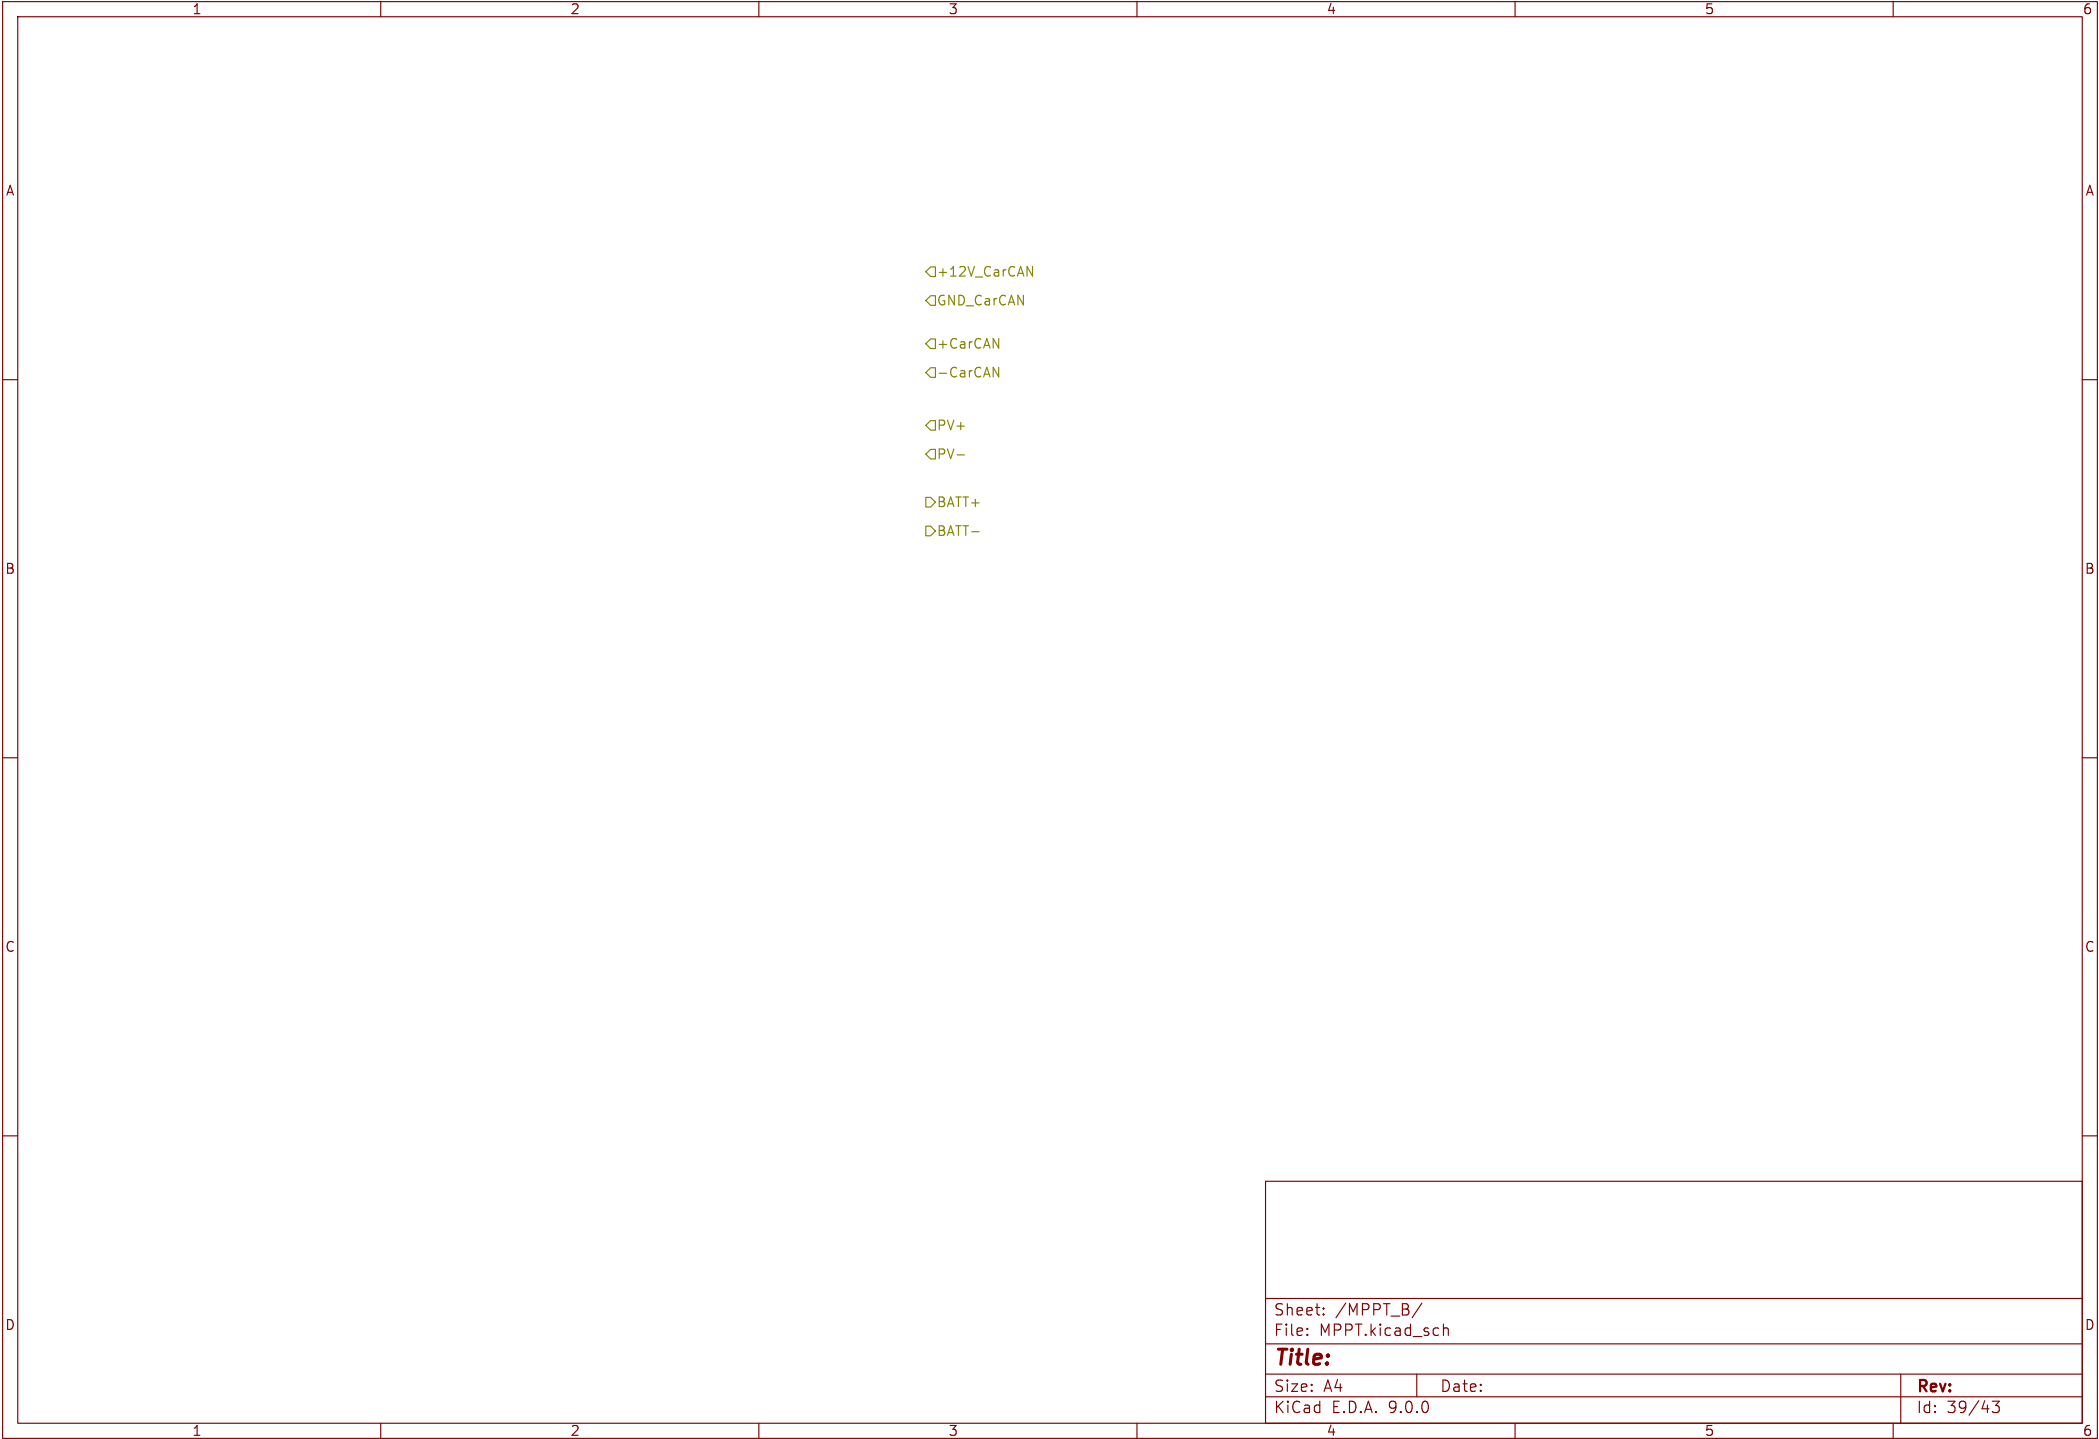 1 2 3 4 5 6
A A
+12V_CarCAN
GND_CarCAN
+CarCAN
-CarCAN
PV+
PV-
BATT+
BATT-
B B
C C
Sheet: /MPPT_B/
File: MPPT.kicad_sch
D D
Title:
Size: A4 Date: Rev:
KiCad E.D.A. 9.0.0 Id: 39/43
1 2 3 4 5 6